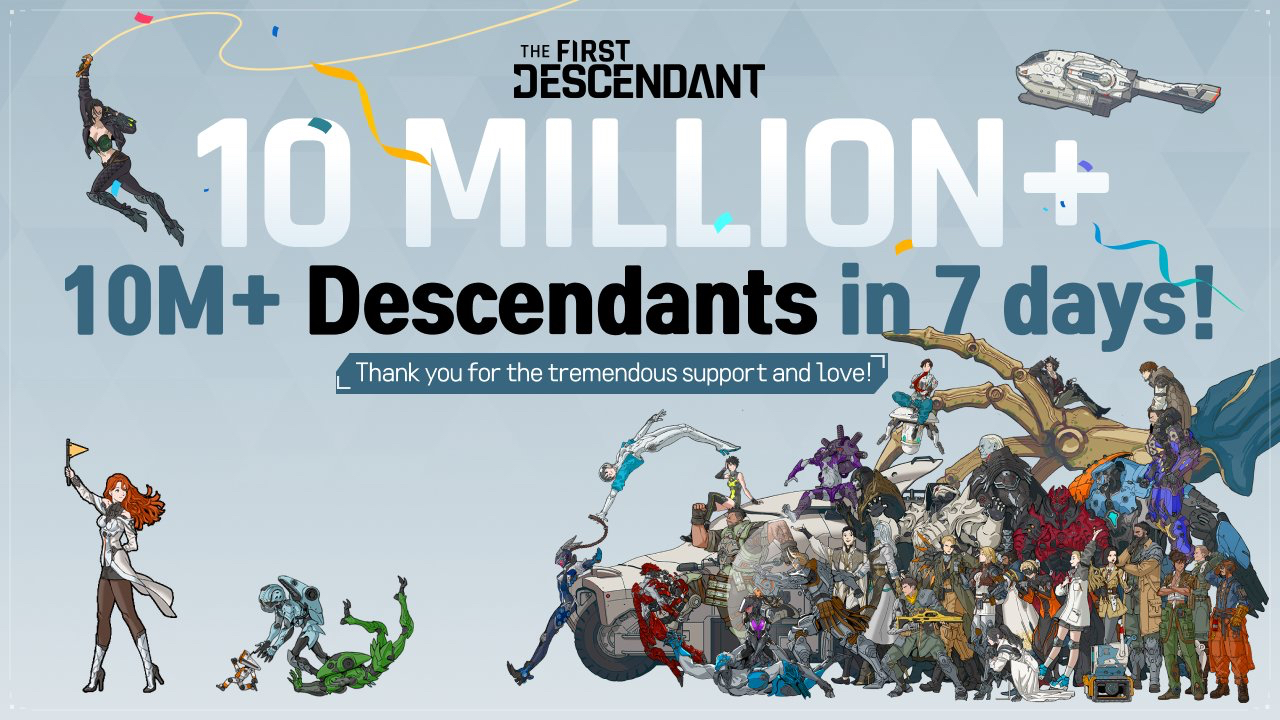 THE FIRST
DESCENDANT
10 MILLION+
10M+ Descendants in 7 days!
Thank you for the tremendous support and love!